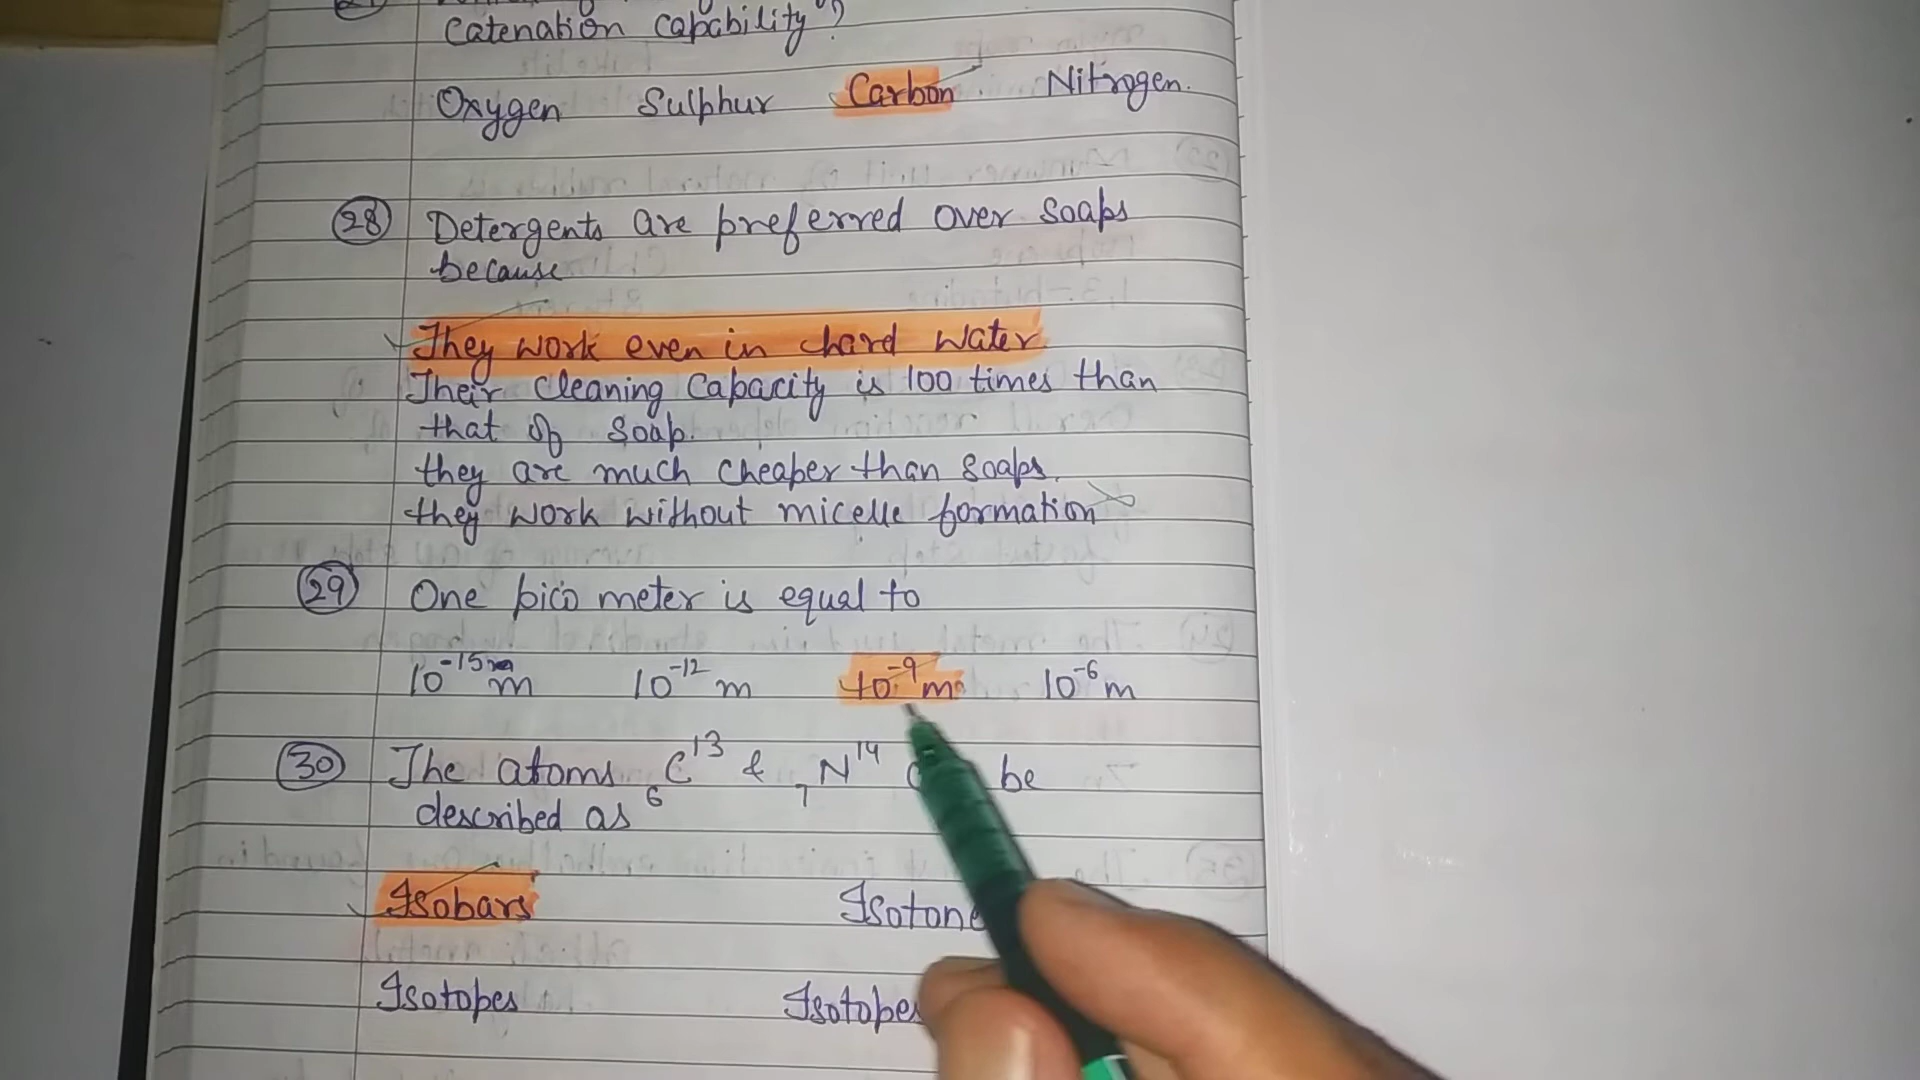 Catenation capability?
Oxygen Sulphur Carbon Nitrogen.
28 Detergents are preferred over soaps
because
They work even in hard water
Their cleaning capacity is 100 times than
that of soap.
they are much cheaper than soaps.
they work without micelle formation
29 One pico meter is equal to
10⁻¹⁵m 10⁻¹² m 10⁻⁹ m 10⁻⁶ m
30 The atoms ₆C¹³ & ₇N¹⁴ be
described as
Isobars Isotone
Isotopes Isotopes